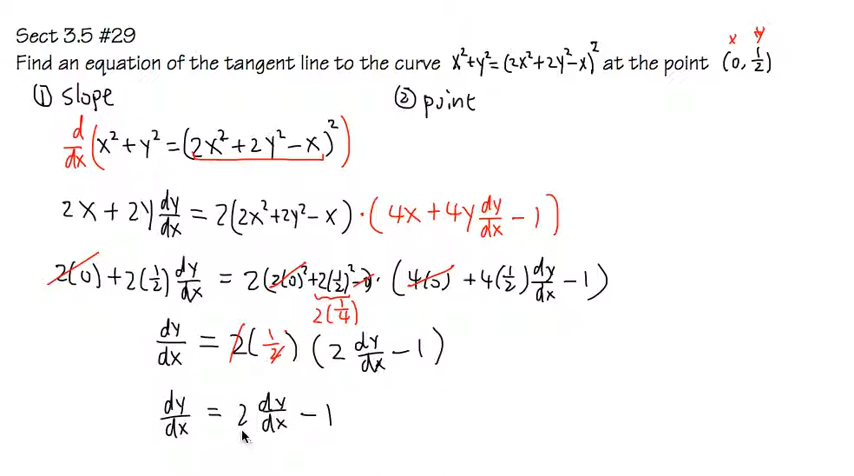 Sect 3.5 #29
x y
Find an equation of the tangent line to the curve x²+y²=(2x²+2y²-x)² at the point (0, 1/2)
(1) slope (2) point
d/dx(x²+y²=(2x²+2y²-x)²)
2x+2y dy/dx = 2(2x²+2y²-x)·(4x+4y dy/dx -1)
2(0)+2(1/2)dy/dx = 2(2(0)²+2(1/2)²-0)·(4(0)+4(1/2)dy/dx -1)
2(1/4)
dy/dx = 2(1/2)(2 dy/dx -1)
dy/dx = 2 dy/dx -1